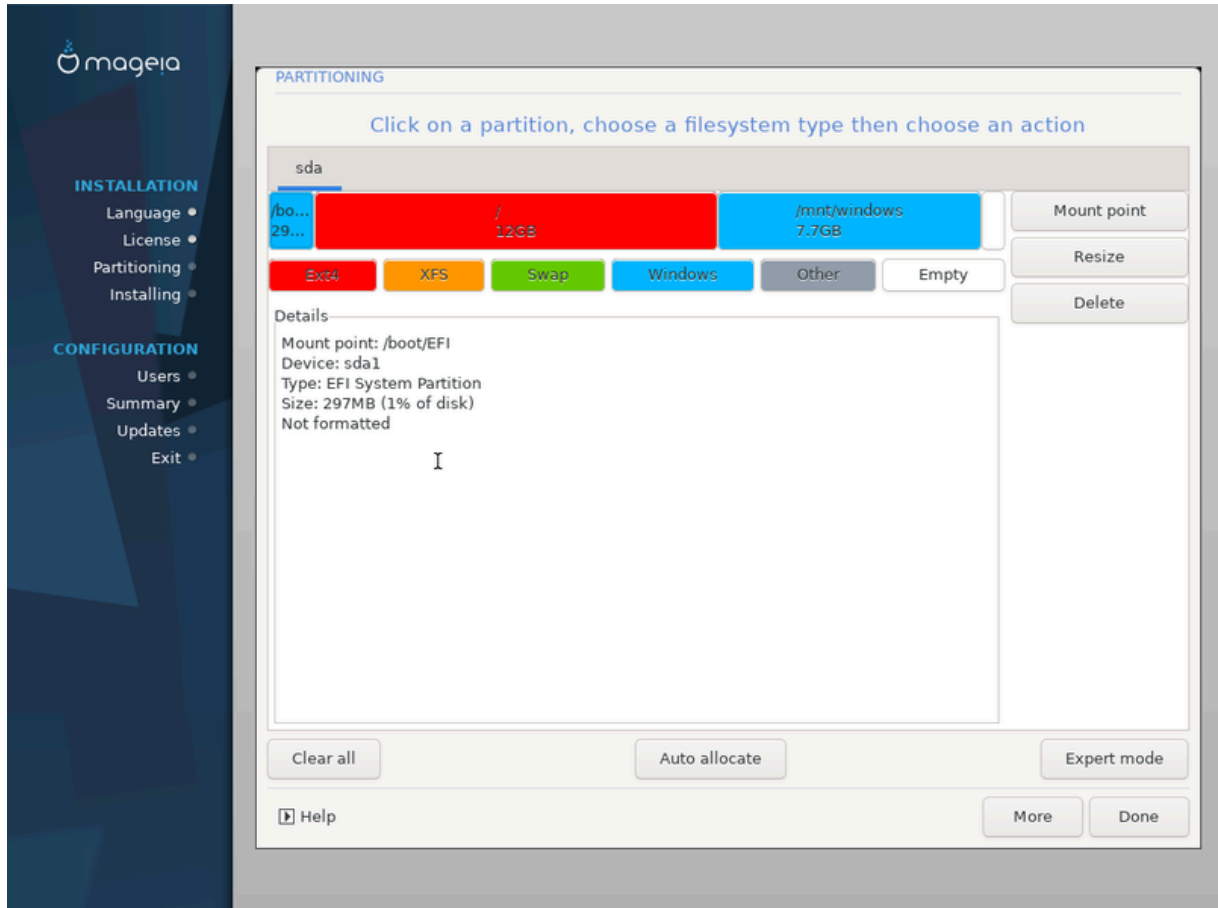 mageia
INSTALLATION
Language
License
Partitioning
Installing
CONFIGURATION
Users
Summary
Updates
Exit
PARTITIONING
Click on a partition, choose a filesystem type then choose an action
sda
/bo...
29...
/
12GB
/mnt/windows
7.7GB
Mount point
Resize
Delete
Ext4
XFS
Swap
Windows
Other
Empty
Details
Mount point: /boot/EFI
Device: sda1
Type: EFI System Partition
Size: 297MB (1% of disk)
Not formatted
Clear all
Auto allocate
Expert mode
Help
More
Done